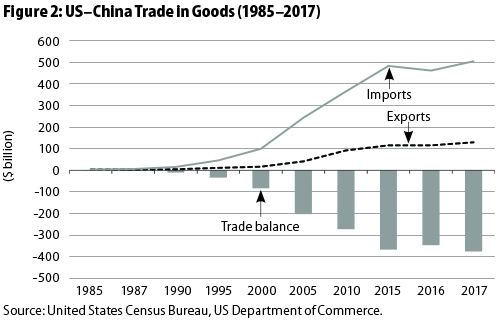 Figure 2: US–China Trade in Goods (1985–2017)
($ billion)
600
500
400
300
200
100
0
-100
-200
-300
-400
-500
Imports
Exports
Trade balance
1985 1987 1990 1995 2000 2005 2010 2015 2016 2017
Source: United States Census Bureau, US Department of Commerce.